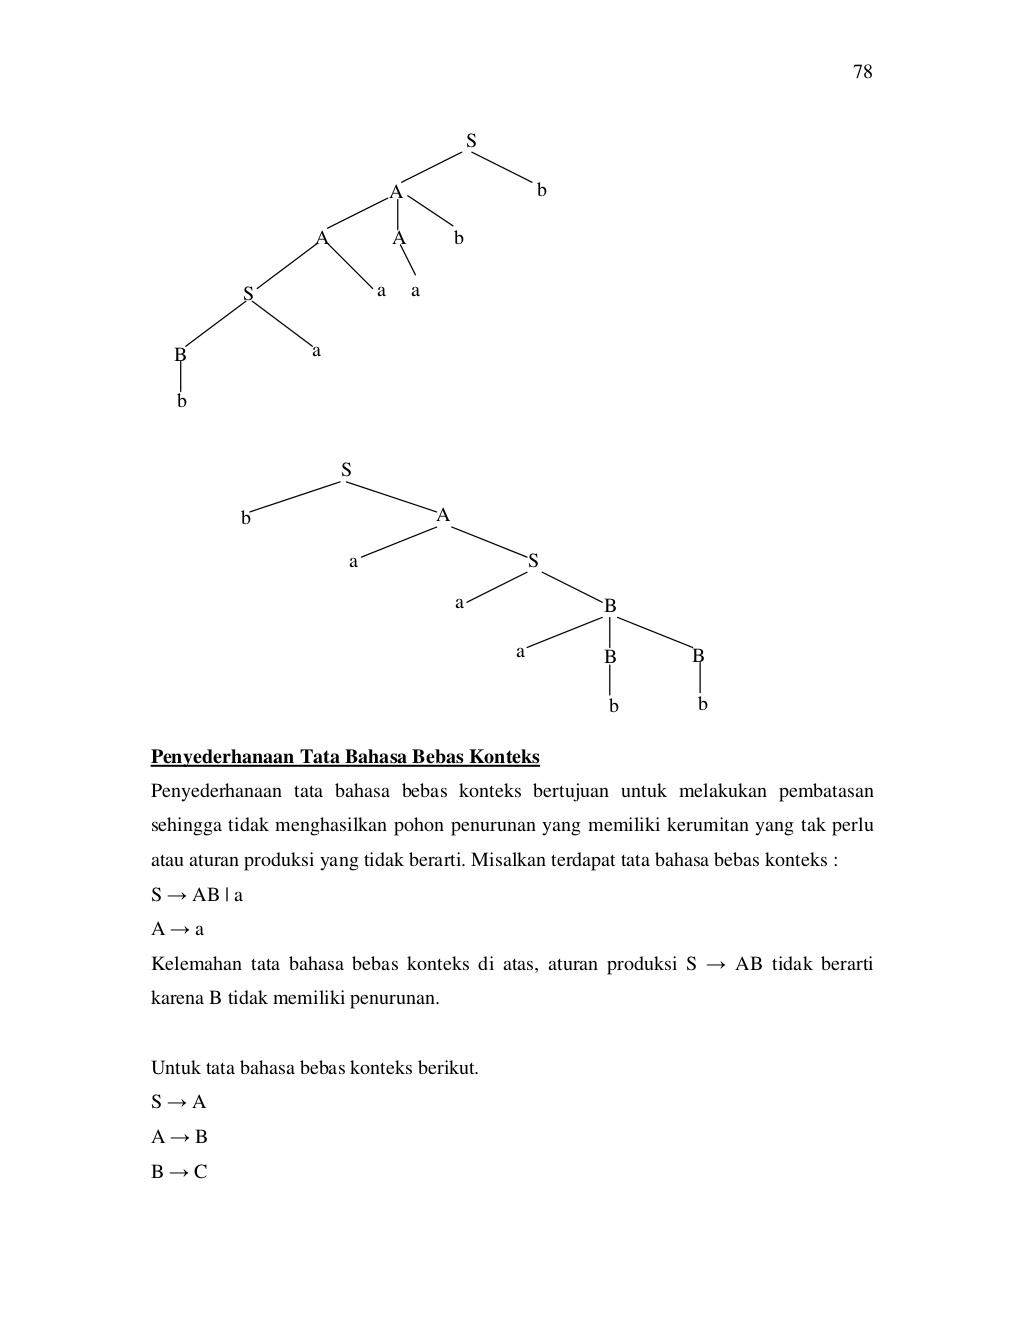 78
S
A b
A A b
S a a
B a
b
S
b A
a S
a B
a B B
b b
Penyederhanaan Tata Bahasa Bebas Konteks
Penyederhanaan tata bahasa bebas konteks bertujuan untuk melakukan pembatasan
sehingga tidak menghasilkan pohon penurunan yang memiliki kerumitan yang tak perlu
atau aturan produksi yang tidak berarti. Misalkan terdapat tata bahasa bebas konteks :
S → AB | a
A → a
Kelemahan tata bahasa bebas konteks di atas, aturan produksi S → AB tidak berarti
karena B tidak memiliki penurunan.
Untuk tata bahasa bebas konteks berikut.
S → A
A → B
B → C